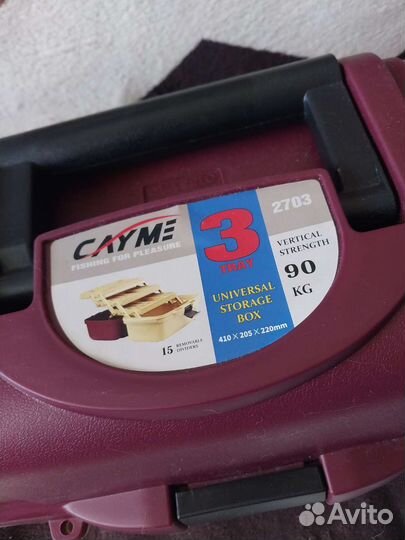 CAYME
FISHING FOR PLEASURE
3
TRAY
2703
VERTICAL
STRENGTH
90
KG
UNIVERSAL
STORAGE
BOX
410×205×220mm
15 REMOVABLE
DIVIDERS
Avito